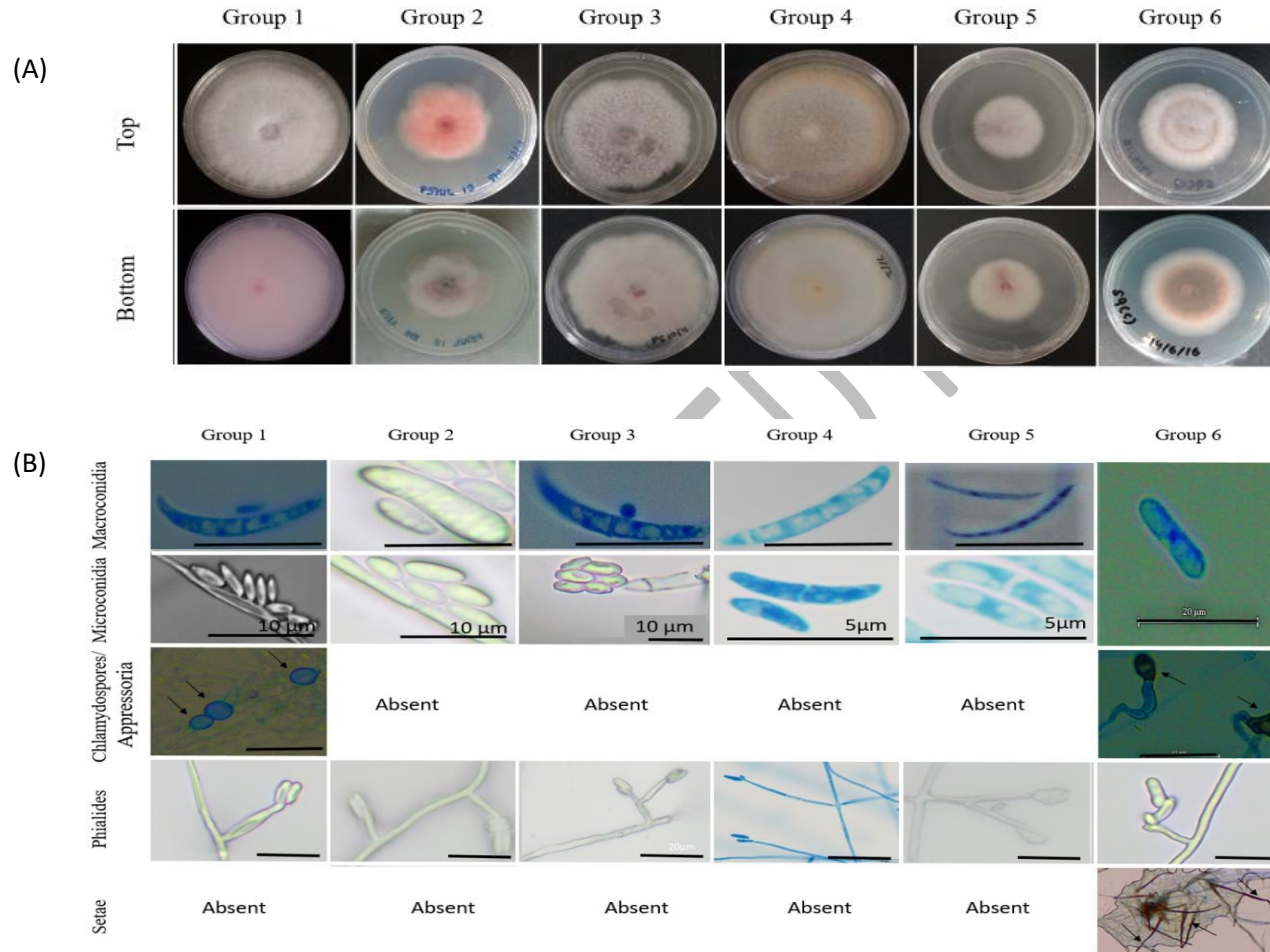 Group 1 Group 2 Group 3 Group 4 Group 5 Group 6
(A)
Top
Bottom
59(c)
14/6/16
Group 1 Group 2 Group 3 Group 4 Group 5 Group 6
(B)
Macroconidia
Microconidia
10 µm 10 µm 10 µm 5µm 5µm 20 µm
Chlamydospores/
Appressoria
Absent Absent Absent Absent
Phialides
20µm
Setae
Absent Absent Absent Absent Absent